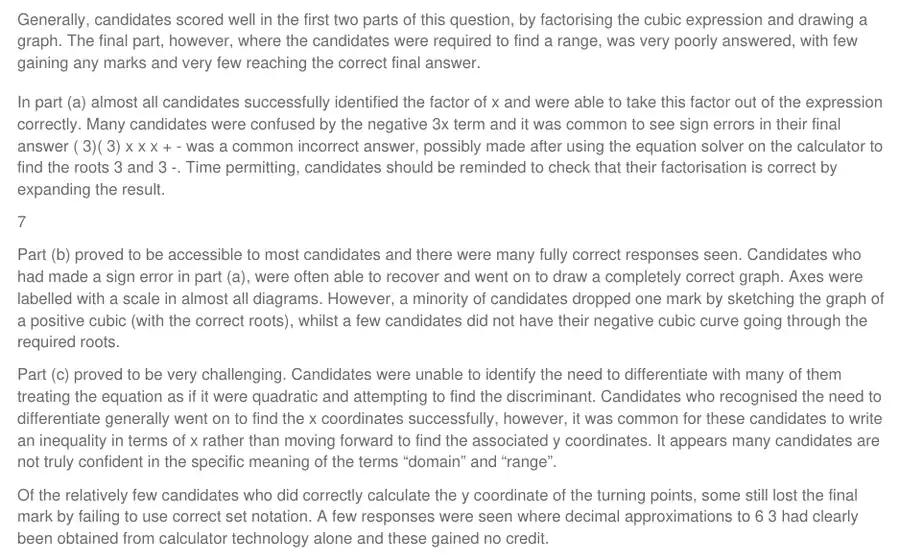 Generally, candidates scored well in the first two parts of this question, by factorising the cubic expression and drawing a
graph. The final part, however, where the candidates were required to find a range, was very poorly answered, with few
gaining any marks and very few reaching the correct final answer.
In part (a) almost all candidates successfully identified the factor of x and were able to take this factor out of the expression
correctly. Many candidates were confused by the negative 3x term and it was common to see sign errors in their final
answer ( 3)( 3) x x x + - was a common incorrect answer, possibly made after using the equation solver on the calculator to
find the roots 3 and 3 -. Time permitting, candidates should be reminded to check that their factorisation is correct by
expanding the result.
7
Part (b) proved to be accessible to most candidates and there were many fully correct responses seen. Candidates who
had made a sign error in part (a), were often able to recover and went on to draw a completely correct graph. Axes were
labelled with a scale in almost all diagrams. However, a minority of candidates dropped one mark by sketching the graph of
a positive cubic (with the correct roots), whilst a few candidates did not have their negative cubic curve going through the
required roots.
Part (c) proved to be very challenging. Candidates were unable to identify the need to differentiate with many of them
treating the equation as if it were quadratic and attempting to find the discriminant. Candidates who recognised the need to
differentiate generally went on to find the x coordinates successfully, however, it was common for these candidates to write
an inequality in terms of x rather than moving forward to find the associated y coordinates. It appears many candidates are
not truly confident in the specific meaning of the terms “domain” and “range”.
Of the relatively few candidates who did correctly calculate the y coordinate of the turning points, some still lost the final
mark by failing to use correct set notation. A few responses were seen where decimal approximations to 6 3 had clearly
been obtained from calculator technology alone and these gained no credit.